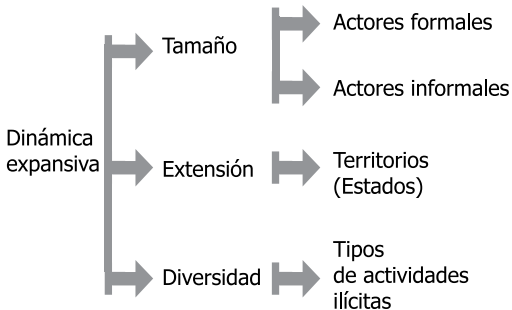 Dinámica
expansiva
Tamaño
Actores formales
Actores informales
Extensión
Territorios
(Estados)
Diversidad
Tipos
de actividades
ilícitas